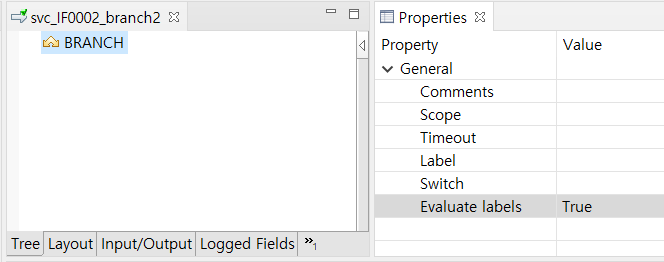 svc_IF0002_branch2
BRANCH
Tree Layout Input/Output Logged Fields »1
Properties
Property Value
General
Comments
Scope
Timeout
Label
Switch
Evaluate labels True